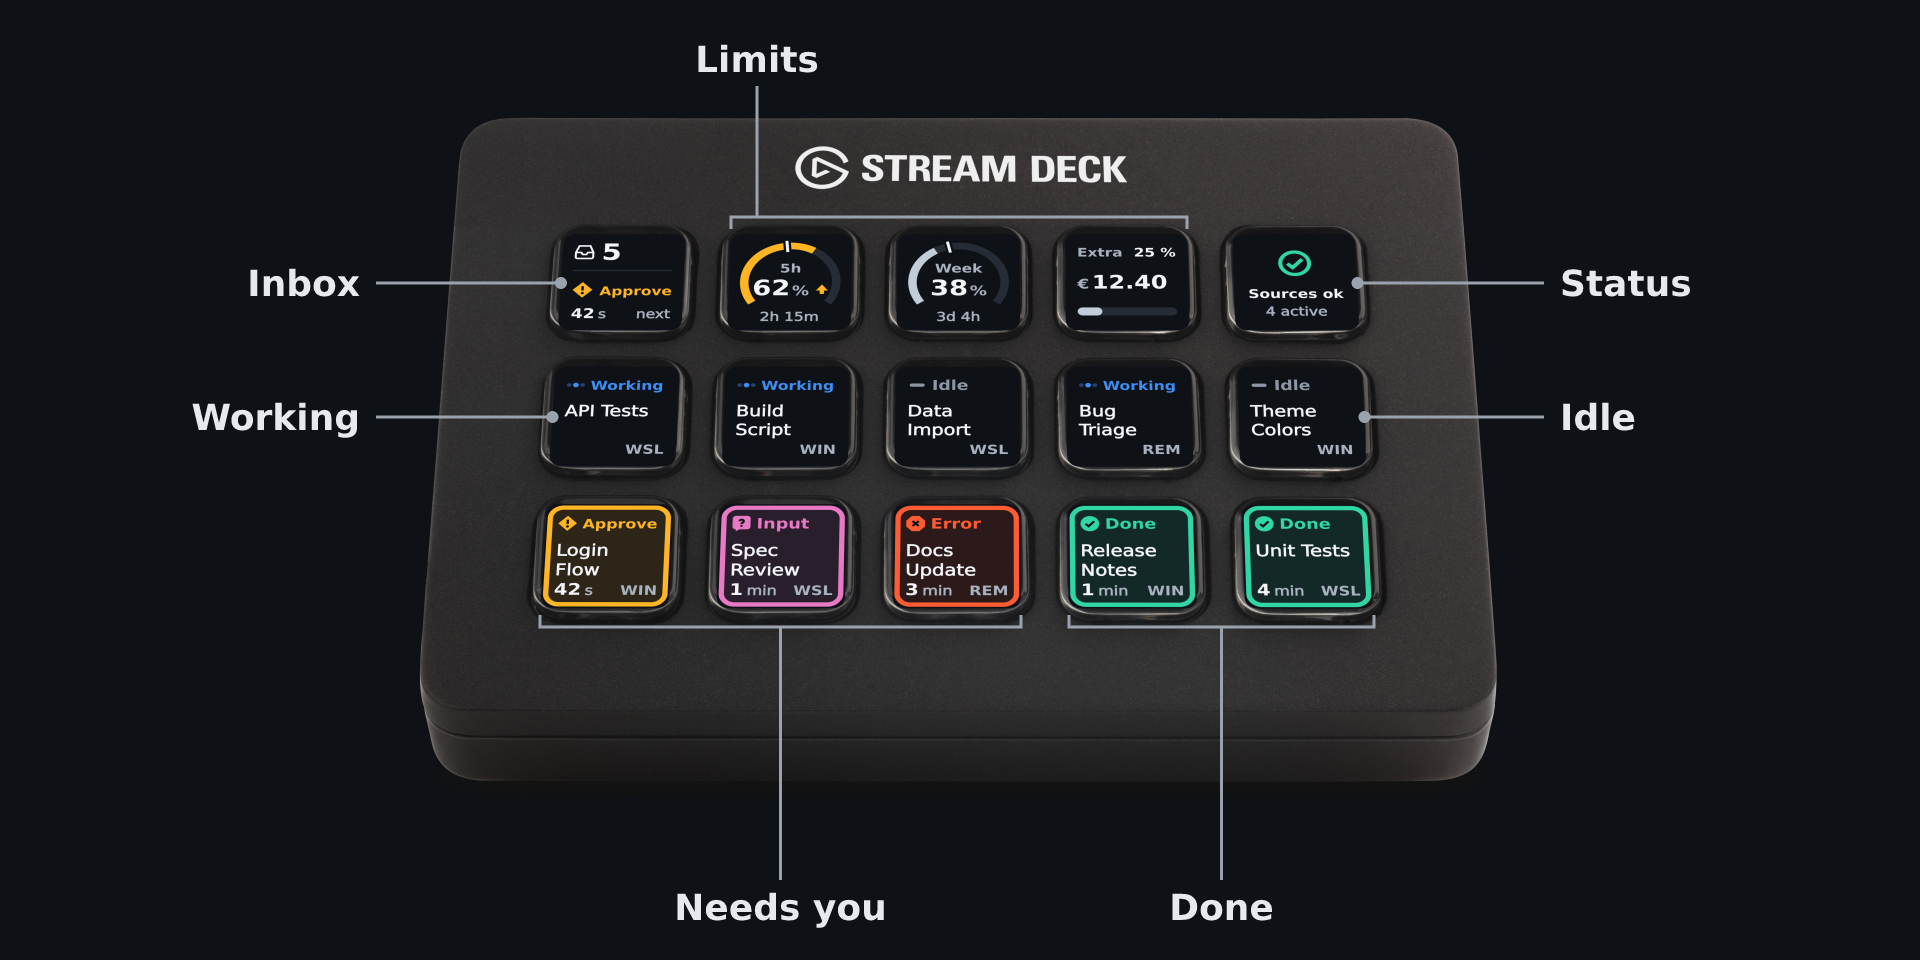 Limits
STREAM DECK
Inbox
5
Approve
42 s next
5h
62 %
2h 15m
Week
38 %
3d 4h
Extra 25 %
€ 12.40
Sources ok
4 active
Status
Working
Working
API Tests
WSL
Working
Build
Script
WIN
Idle
Data
Import
WSL
Working
Bug
Triage
REM
Idle
Theme
Colors
WIN
Idle
Approve
Login
Flow
42 s WIN
Input
Spec
Review
1 min WSL
Error
Docs
Update
3 min REM
Done
Release
Notes
1 min WIN
Done
Unit Tests
4 min WSL
Needs you
Done